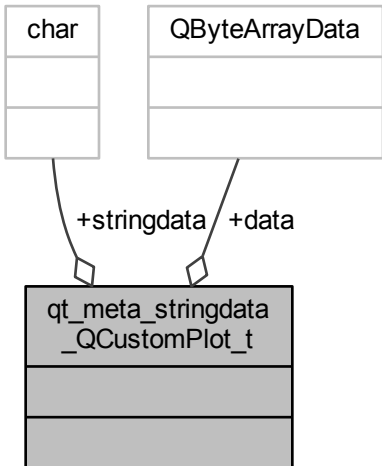 char
QByteArrayData
+stringdata
+data
qt_meta_stringdata
_QCustomPlot_t